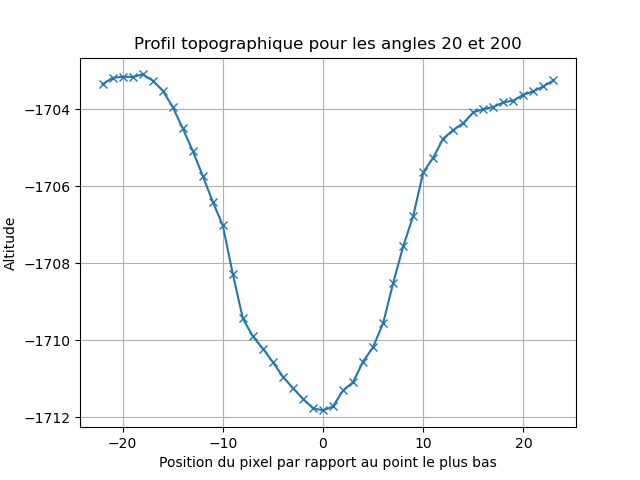 Profil topographique pour les angles 20 et 200
Altitude
−1704
−1706
−1708
−1710
−1712
−20 −10 0 10 20
Position du pixel par rapport au point le plus bas